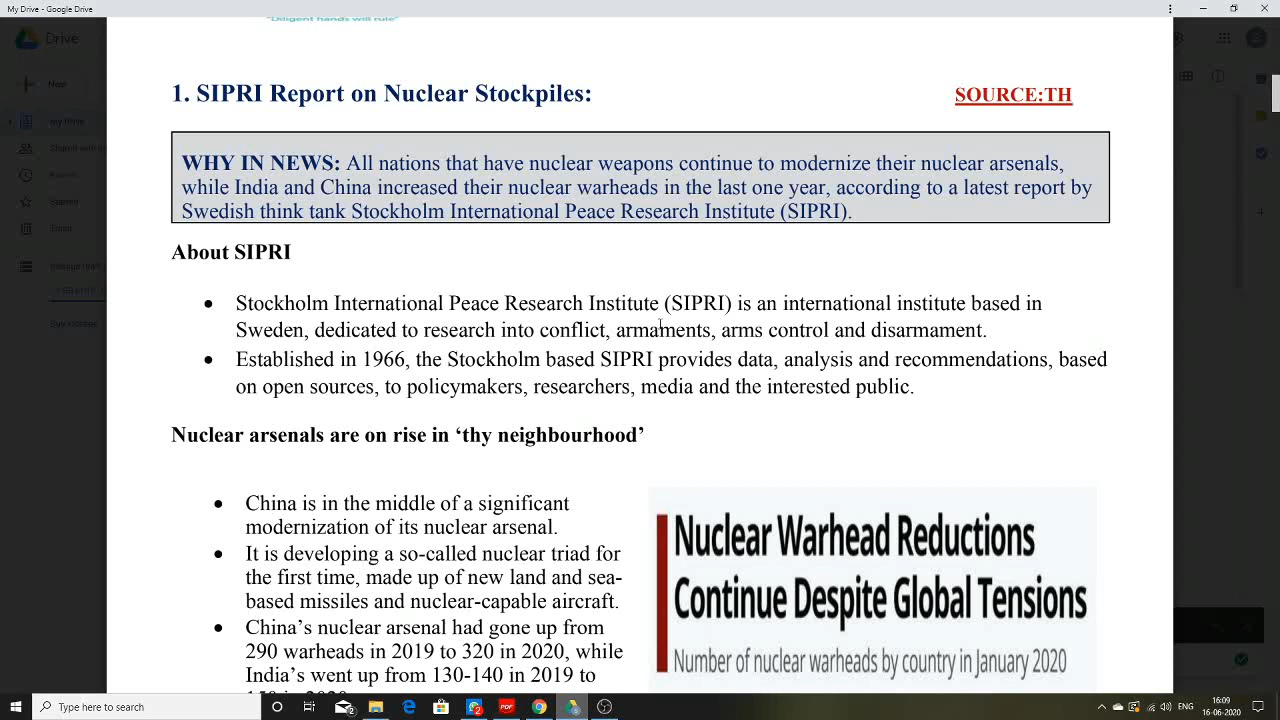 My Drive - Google Drive
"Diligent hands will rule"
Drive
New
My Drive
1. SIPRI Report on Nuclear Stockpiles:
SOURCE:TH
WHY IN NEWS: All nations that have nuclear weapons continue to modernize their nuclear arsenals,
while India and China increased their nuclear warheads in the last one year, according to a latest report by
Swedish think tank Stockholm International Peace Research Institute (SIPRI).
About SIPRI
• Stockholm International Peace Research Institute (SIPRI) is an international institute based in
Sweden, dedicated to research into conflict, armaments, arms control and disarmament.
• Established in 1966, the Stockholm based SIPRI provides data, analysis and recommendations, based
on open sources, to policymakers, researchers, media and the interested public.
Nuclear arsenals are on rise in ‘thy neighbourhood’
• China is in the middle of a significant
modernization of its nuclear arsenal.
• It is developing a so-called nuclear triad for
the first time, made up of new land and sea-
based missiles and nuclear-capable aircraft.
• China’s nuclear arsenal had gone up from
290 warheads in 2019 to 320 in 2020, while
India’s went up from 130-140 in 2019 to
Nuclear Warhead Reductions
Continue Despite Global Tensions
Number of nuclear warheads by country in January 2020
Type here to search
16:09
16-06-2020